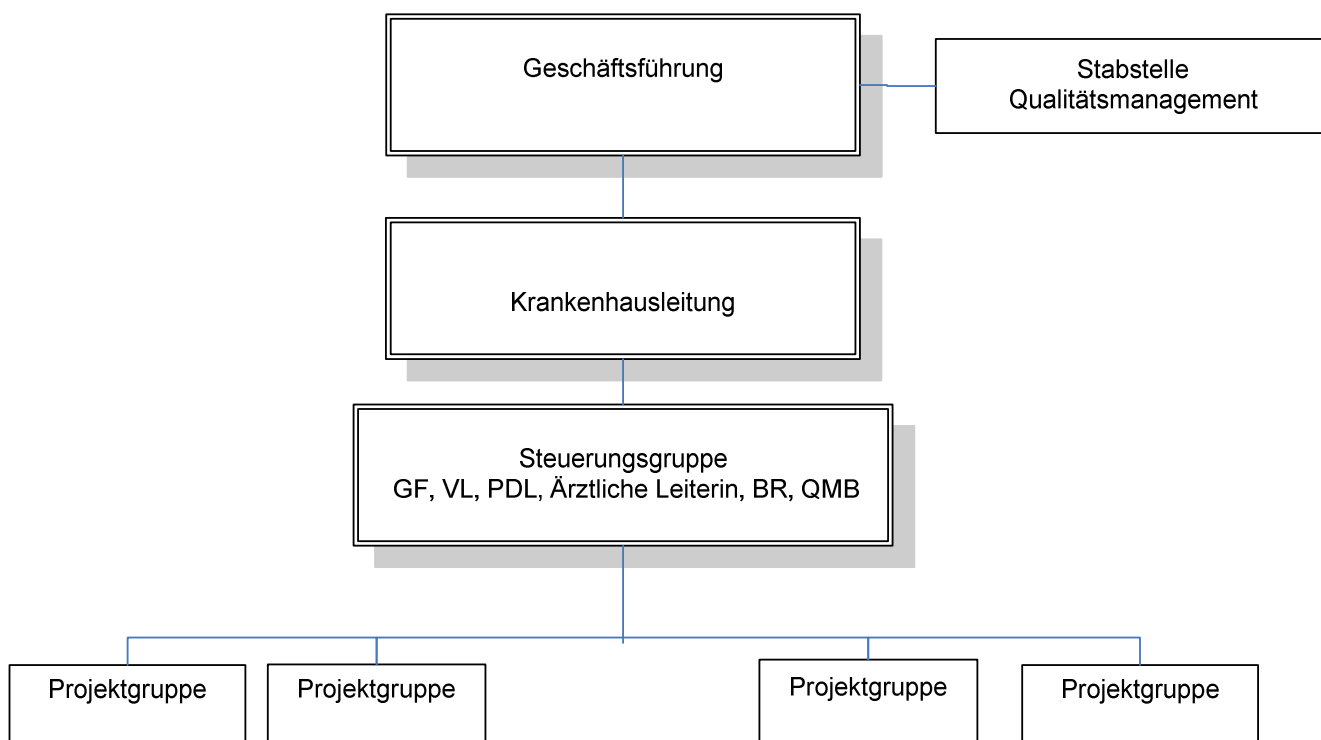 Geschäftsführung
Stabstelle
Qualitätsmanagement
Krankenhausleitung
Steuerungsgruppe
GF, VL, PDL, Ärztliche Leiterin, BR, QMB
Projektgruppe
Projektgruppe
Projektgruppe
Projektgruppe